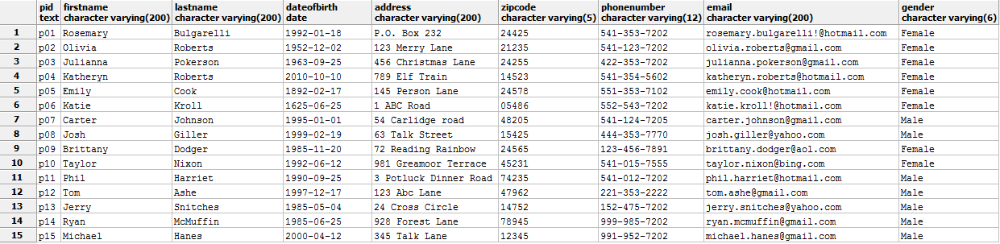 pid firstname lastname dateofbirth address zipcode phonenumber email gender
text character varying(200) character varying(200) date character varying(200) character varying(5) character varying(12) character varying(200) character varying(6)
1 p01 Rosemary Bulgarelli 1992-01-18 P.O. Box 232 24425 541-353-7202 rosemary.bulgarelli!@hotmail.com Female
2 p02 Olivia Roberts 1952-12-02 123 Merry Lane 21235 541-123-7202 olivia.roberts@gmail.com Female
3 p03 Julianna Pokerson 1963-09-25 456 Christmas Lane 24255 422-353-7202 julianna.pokerson@gmail.com Female
4 p04 Katheryn Roberts 2010-10-10 789 Elf Train 14523 541-354-5602 katheryn.roberts@hotmail.com Female
5 p05 Emily Cook 1892-02-17 145 Person Lane 24578 551-353-7102 emily.cook@hotmail.com Female
6 p06 Katie Kroll 1625-06-25 1 ABC Road 05486 552-543-7202 katie.kroll!@hotmail.com Female
7 p07 Carter Johnson 1995-01-01 54 Carlidge road 48205 541-124-7205 carter.johnson@gmail.com Male
8 p08 Josh Giller 1999-02-19 63 Talk Street 15425 444-353-7770 josh.giller@yahoo.com Male
9 p09 Brittany Dodger 1985-11-20 72 Reading Rainbow 24565 123-456-7891 brittany.dodger@aol.com Female
10 p10 Taylor Nixon 1992-06-12 981 Greamoor Terrace 45231 541-015-7555 taylor.nixon@bing.com Female
11 p11 Phil Harriet 1990-09-25 3 Potluck Dinner Road 74235 541-012-7202 phil.harriet@hotmail.com Male
12 p12 Tom Ashe 1997-12-17 123 Abc Lane 47962 221-353-2222 tom.ashe@gmail.com Male
13 p13 Jerry Snitches 1985-05-04 24 Cross Circle 14752 152-475-7202 jerry.snitches@yahoo.com Male
14 p14 Ryan McMuffin 1985-06-25 928 Forest Lane 78945 999-985-7202 ryan.mcmuffin@gmail.com Male
15 p15 Michael Hanes 2000-04-12 345 Talk Lane 12345 991-952-7202 michael.hanes@gmail.com Male